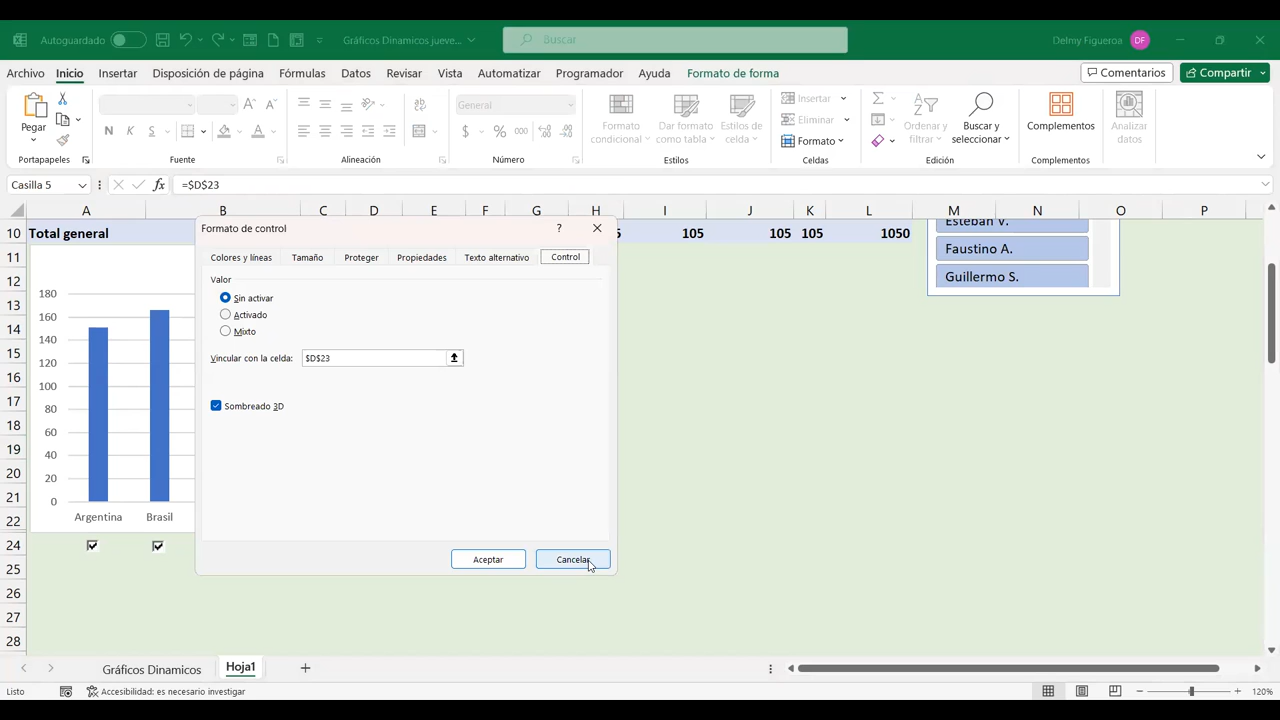 Autoguardado
Gráficos Dinamicos jueve...
Buscar
Delmy Figueroa
DF
Archivo Inicio Insertar Disposición de página Fórmulas Datos Revisar Vista Automatizar Programador Ayuda Formato de forma
Comentarios
Compartir
Pegar
Portapapeles
N K S
Fuente
Alineación
General
$ % 000
Número
Formato condicional
Dar formato como tabla
Estilos de celda
Estilos
Insertar
Eliminar
Formato
Celdas
Ordenar y filtrar
Buscar y seleccionar
Edición
Complementos
Complementos
Analizar datos
Casilla 5
fx
=$D$23
A B C D E F G H I J K L M N O P
10 Total general 5 105 105 105 1050
Esteban V.
Faustino A.
Guillermo S.
11
12
13
14
15
16
17
18
19
20
21
22
24
25
26
27
28
180
160
140
120
100
80
60
40
20
0
Argentina Brasil
Formato de control
?
Colores y líneas Tamaño Proteger Propiedades Texto alternativo Control
Valor
Sin activar
Activado
Mixto
Vincular con la celda: $D$23
Sombreado 3D
Aceptar Cancelar
Gráficos Dinamicos Hoja1
Listo
Accesibilidad: es necesario investigar
120%